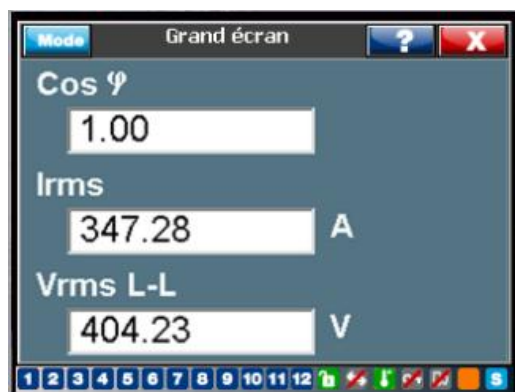 Mode Grand écran ? X
Cos φ
1.00
Irms
347.28 A
Vrms L-L
404.23 V
1 2 3 4 5 6 7 8 9 10 11 12 S